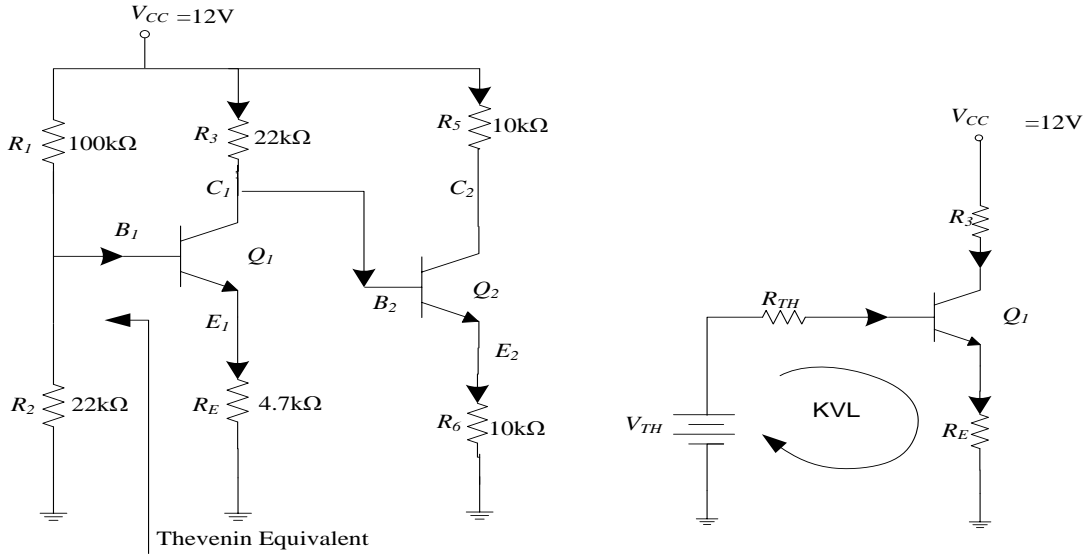 VCC =12V
R1 100kΩ
R3 22kΩ
R5 10kΩ
C1
C2
B1
Q1
B2
Q2
E1
E2
R2 22kΩ
RE 4.7kΩ
R6 10kΩ
Thevenin Equivalent
VCC =12V
R3
RTH
Q1
VTH
KVL
RE